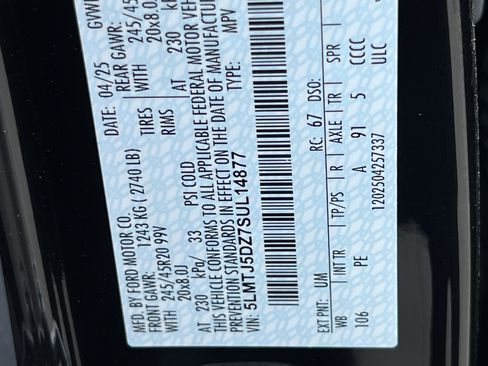 MFD. BY FORD MOTOR CO.
DATE: 04/25 GVWR
FRONT GAWR: 1243 KG ( 2740 LB) REAR GAWR:
WITH 245/45R20 99V TIRES WITH 245/45
20x8.0J RIMS 20x8.0
AT 230 kPa/ 33 PSI COLD AT 230 kP
THIS VEHICLE CONFORMS TO ALL APPLICABLE FEDERAL MOTOR VEH
PREVENTION STANDARDS IN EFFECT ON THE DATE OF MANUFACTUR
VIN: 5LMTJ5DZ7SUL14877
TYPE: MPV
EXT PNT: UM RC: 67 DSO:
WB INT TR TP/PS R AXLE TR SPR
106 PE A 91 5 CCCC
1202504257337 ULC